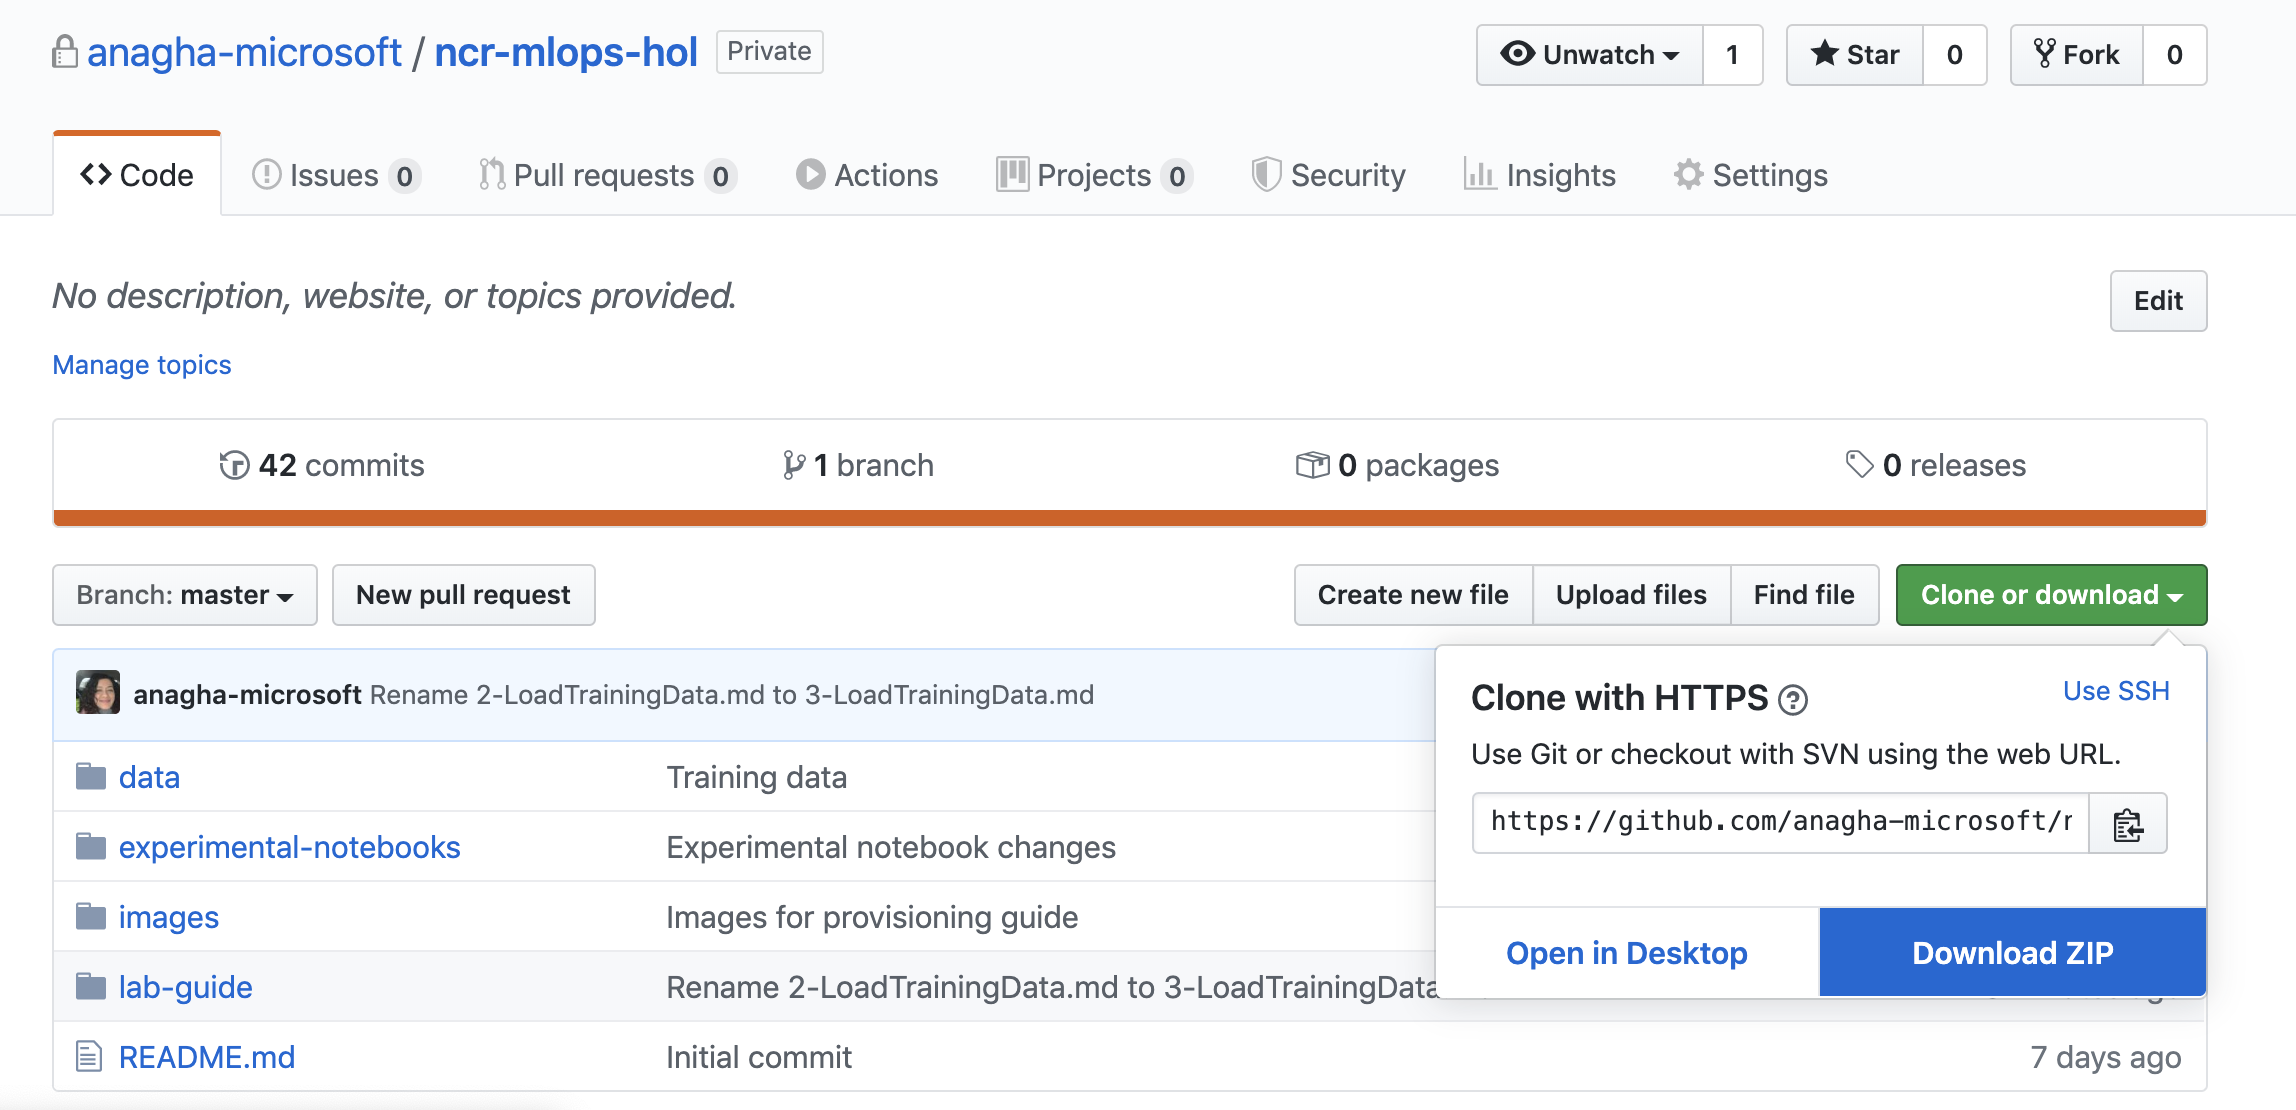 anagha-microsoft / ncr-mlops-hol Private Unwatch 1 Star 0 Fork 0
Code Issues 0 Pull requests 0 Actions Projects 0 Security Insights Settings
No description, website, or topics provided. Edit
Manage topics
42 commits 1 branch 0 packages 0 releases
Branch: master New pull request Create new file Upload files Find file Clone or download
anagha-microsoft Rename 2-LoadTrainingData.md to 3-LoadTrainingData.md
Clone with HTTPS Use SSH
Use Git or checkout with SVN using the web URL.
https://github.com/anagha-microsoft/
Open in Desktop Download ZIP
data Training data
experimental-notebooks Experimental notebook changes
images Images for provisioning guide
lab-guide Rename 2-LoadTrainingData.md to 3-LoadTrainingData
README.md Initial commit 7 days ago